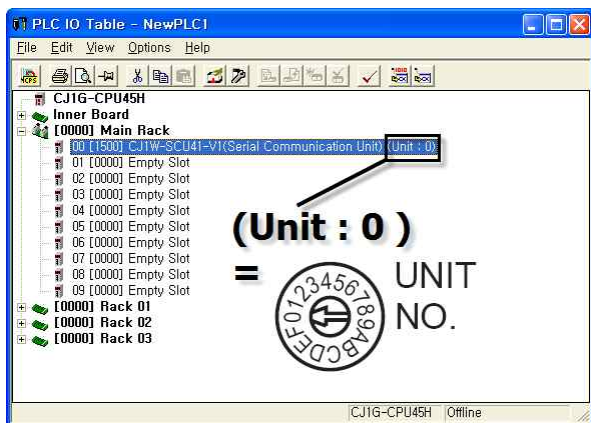 PLC IO Table - NewPLC1
File Edit View Options Help
CJ1G-CPU45H
Inner Board
[0000] Main Rack
00 [1500] CJ1W-SCU41-V1(Serial Communication Unit) (Unit : 0)
01 [0000] Empty Slot
02 [0000] Empty Slot
03 [0000] Empty Slot
04 [0000] Empty Slot
05 [0000] Empty Slot
06 [0000] Empty Slot
07 [0000] Empty Slot
08 [0000] Empty Slot
09 [0000] Empty Slot
[0000] Rack 01
[0000] Rack 02
[0000] Rack 03
(Unit : 0 )
=
0123456789ABCDEF
UNIT
NO.
CJ1G-CPU45H Offline